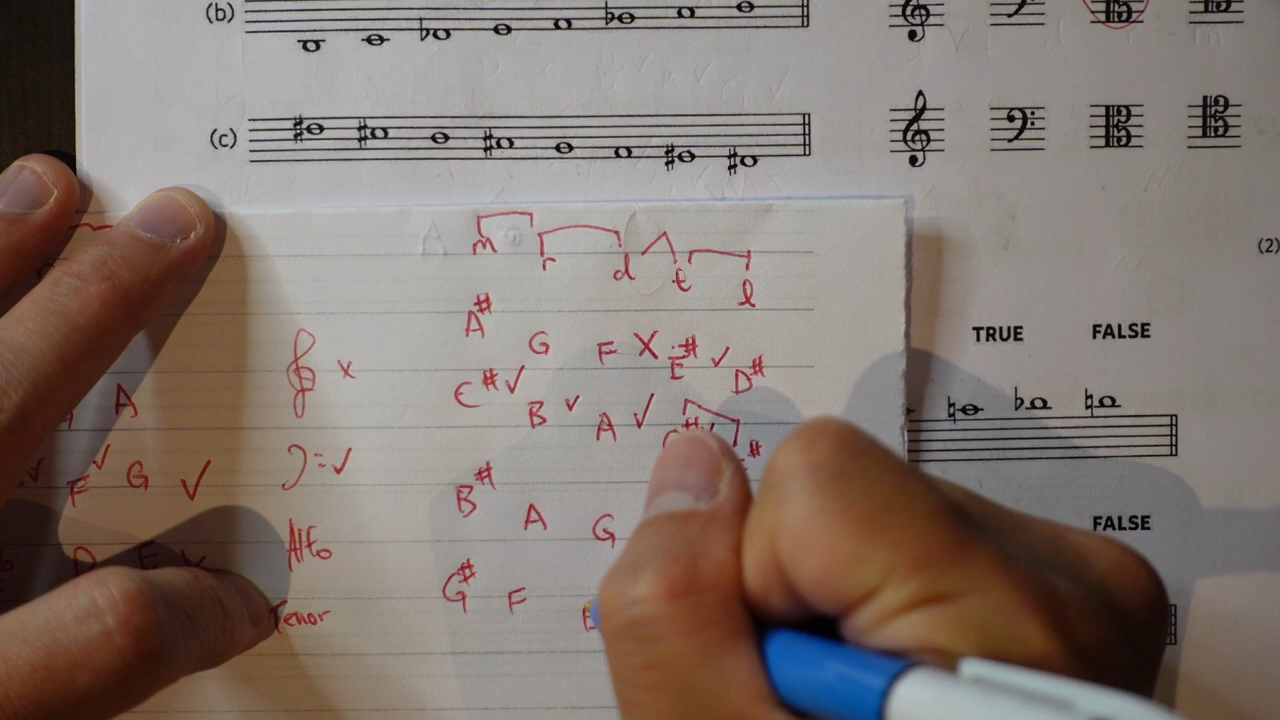 (b)
(c)
(2)
m r d t l
A#
G F X E# ✓ D#
TRUE FALSE
x
C# ✓ B ✓ A ✓
A
F ✓ G ✓
✓
B# A G
FALSE
Alto
D E ✓
G# F E
Tenor